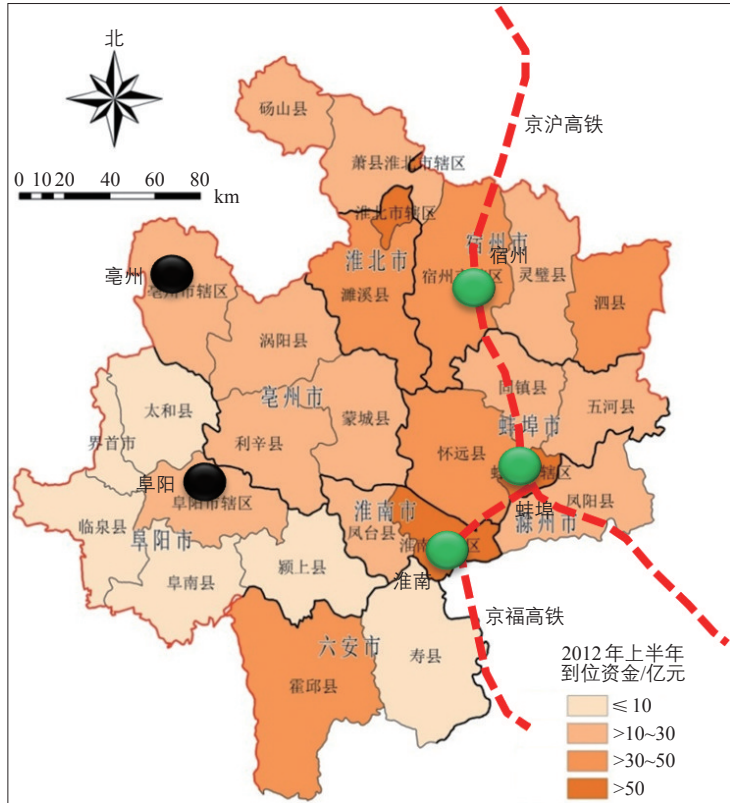 北
0 10 20 40 60 80 km
京沪高铁
砀山县
萧县
淮北市辖区
淮北市辖区
宿州市
宿州
淮北市
宿州市辖区
灵璧县
泗县
濉溪县
亳州
亳州市辖区
涡阳县
固镇县
太和县
亳州市
蒙城县
五河县
界首市
利辛县
怀远县
蚌埠市
阜阳
阜阳市辖区
凤阳县
蚌埠
临泉县
淮南市
滁州市
阜阳市
凤台县
颍上县
阜南县
淮南
京福高铁
六安市
寿县
霍邱县
2012年上半年
到位资金/亿元
≤10
>10~30
>30~50
>50